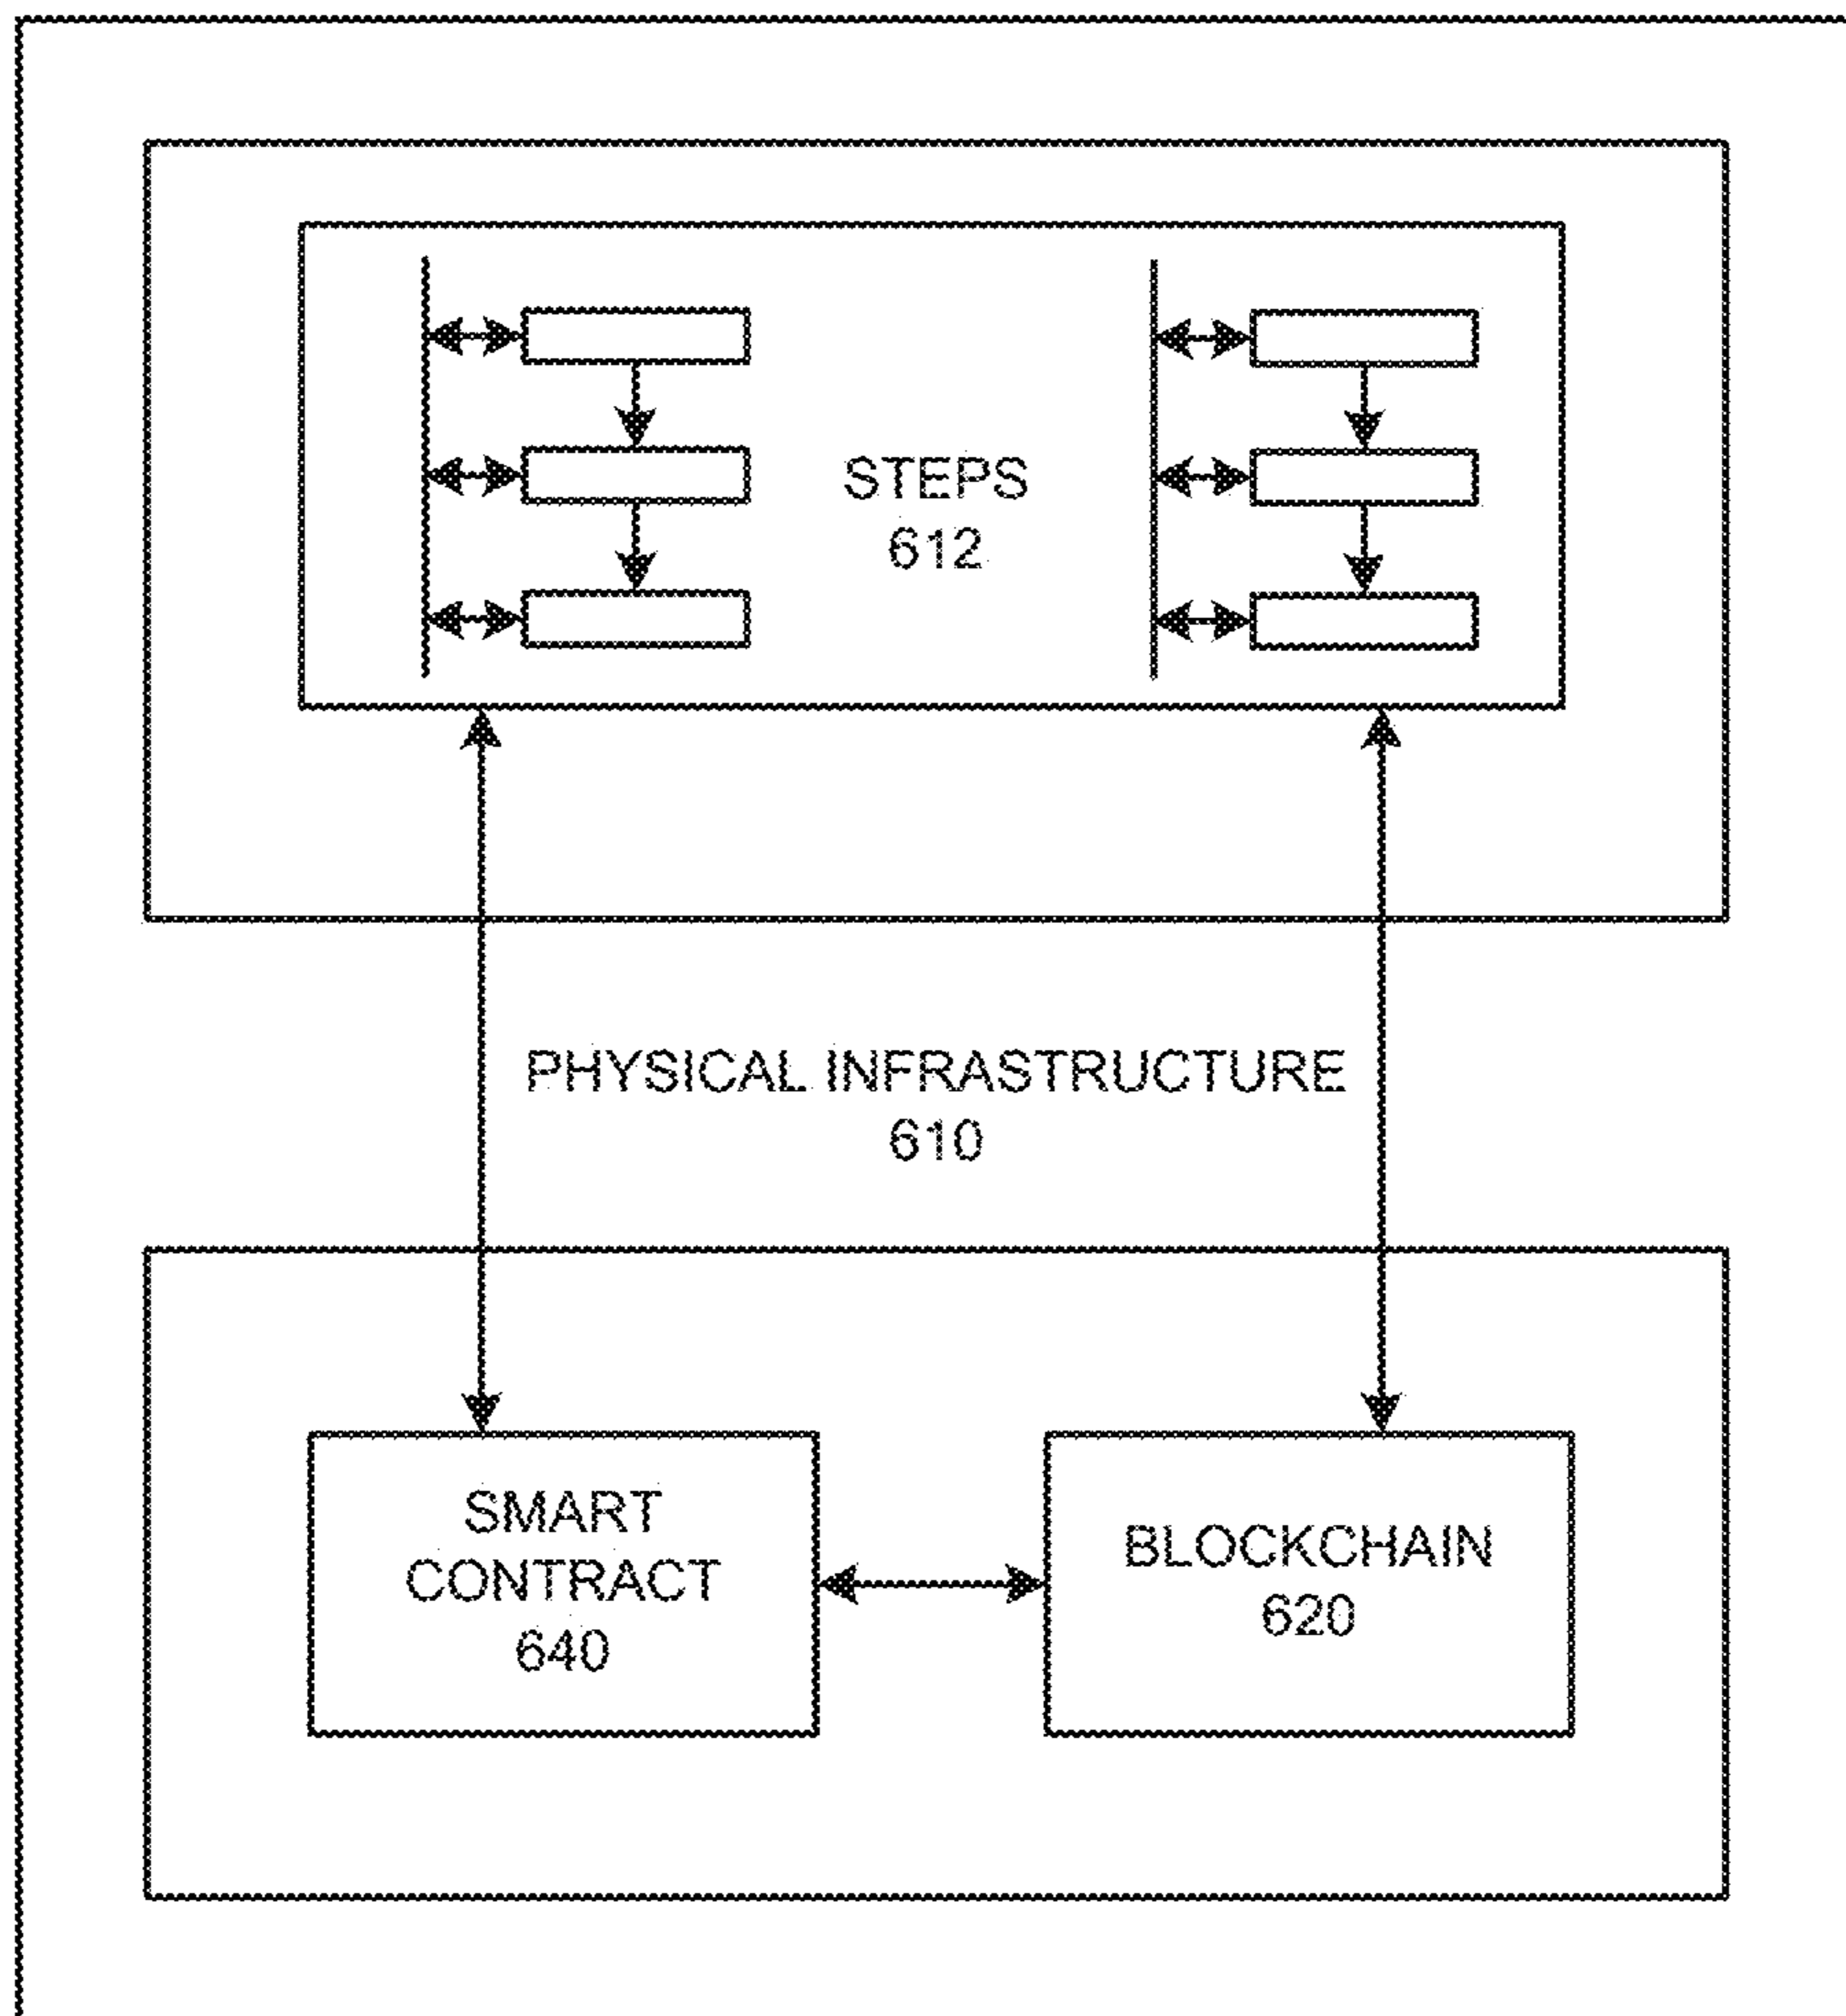 STEPS
612
PHYSICAL INFRASTRUCTURE
610
SMART
CONTRACT
640
BLOCKCHAIN
620